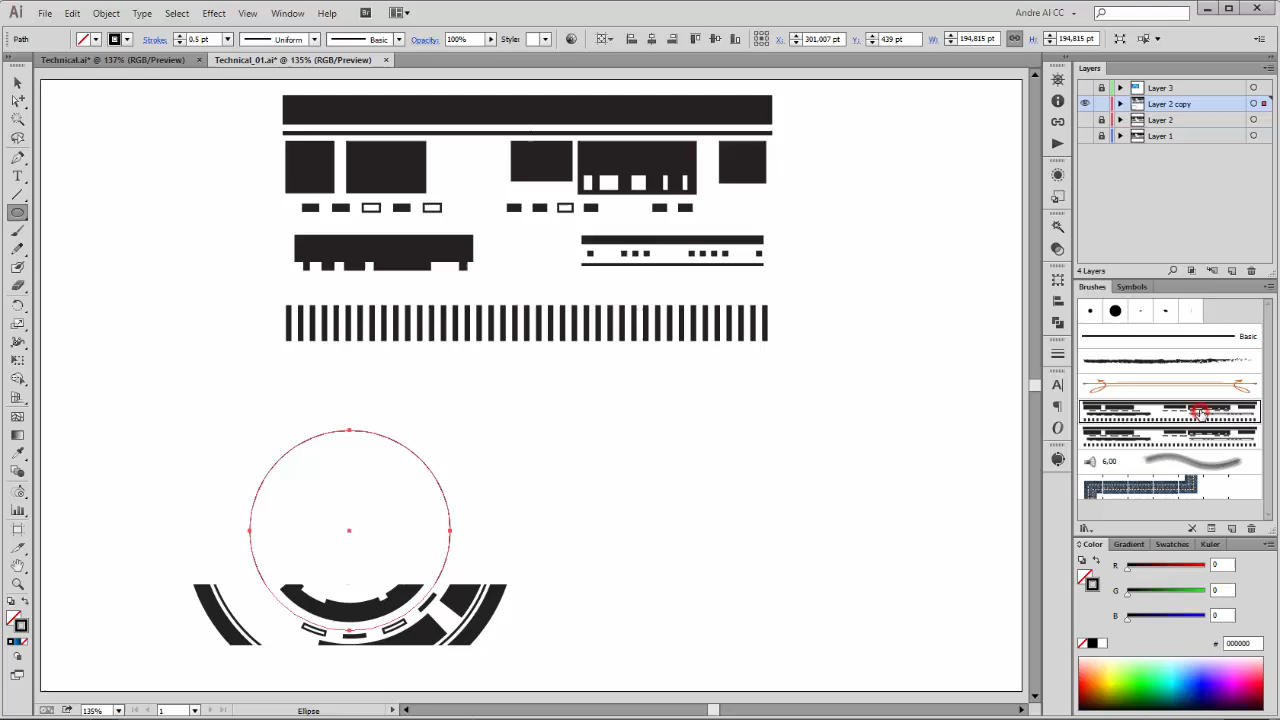 Ai File Edit Object Type Select Effect View Window Help Br Andre AI CC
Path Stroke: 0.5 pt Uniform Basic Opacity: 100% Style: X: 301,007 pt Y: 439 pt W: 194,815 pt H: 194,815 pt
Technical.ai* @ 137% (RGB/Preview) × Technical_01.ai* @ 135% (RGB/Preview) ×
Layers
Layer 3
Layer 2 copy
Layer 2
Layer 1
4 Layers
Brushes Symbols
Basic
6,00
Color Gradient Swatches Kuler
R 0
G 0
B 0
# 000000
135% 1 Ellipse